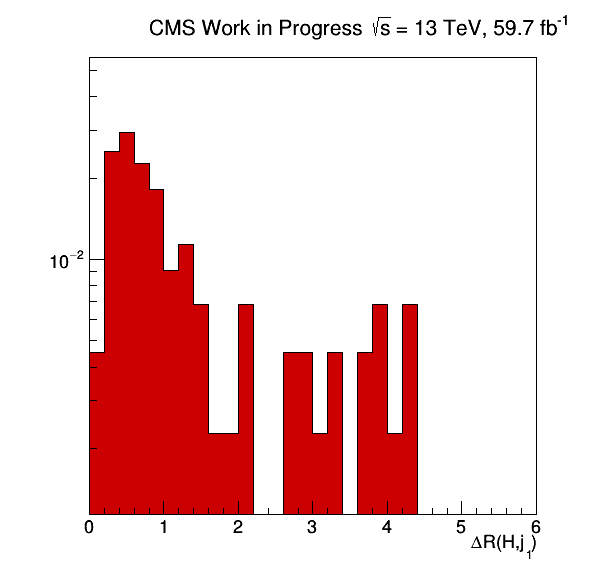 CMS Work in Progress √s = 13 TeV, 59.7 fb⁻¹
10⁻²
0 1 2 3 4 5 6
ΔR(H,j₁)